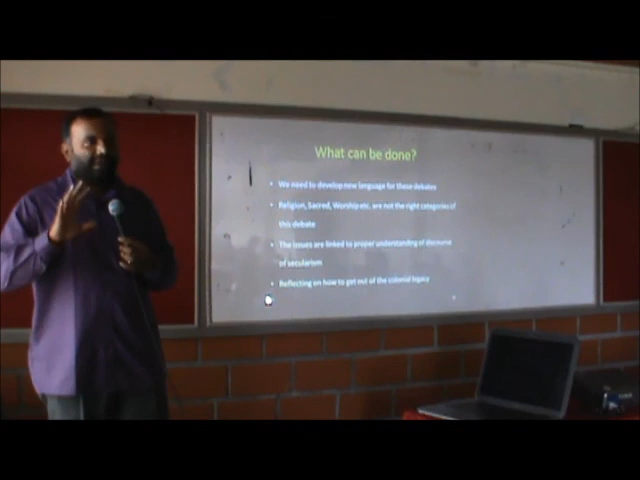 What can be done?
• We need to develop new language for these debates
• Religion, Sacred, Worship etc. are not the right categories of
this debate
• The issues are linked to proper understanding of discourse
of secularism
• Reflecting on how to get out of the colonial legacy